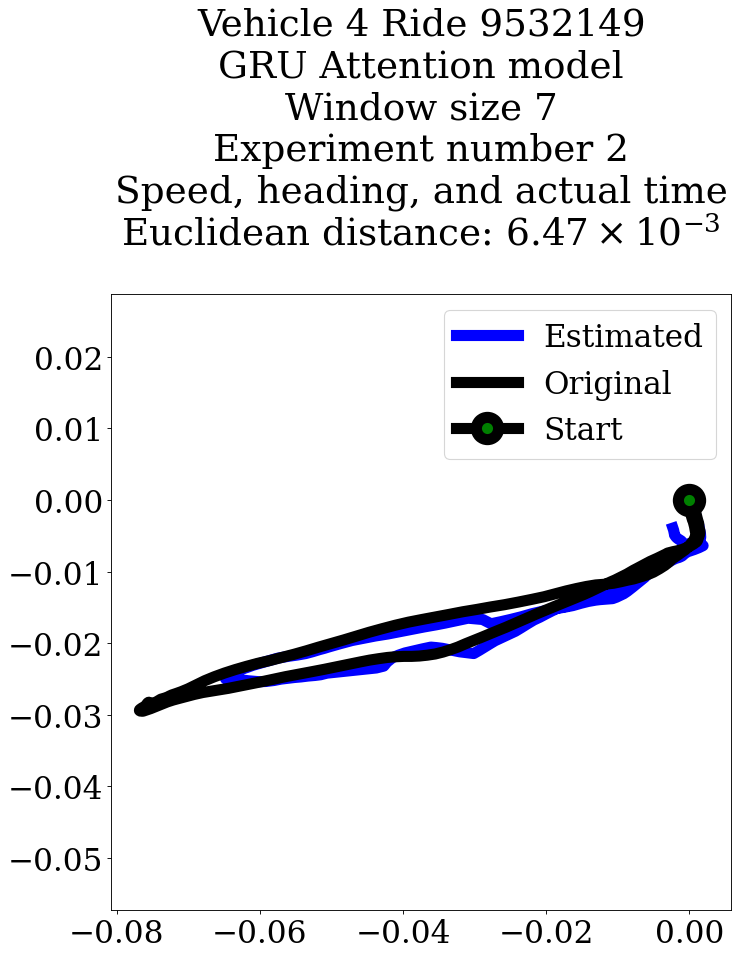 Vehicle 4 Ride 9532149
GRU Attention model
Window size 7
Experiment number 2
Speed, heading, and actual time
Euclidean distance: 6.47 × 10⁻³
Estimated
Original
Start
0.02
0.01
0.00
−0.01
−0.02
−0.03
−0.04
−0.05
−0.08 −0.06 −0.04 −0.02 0.00